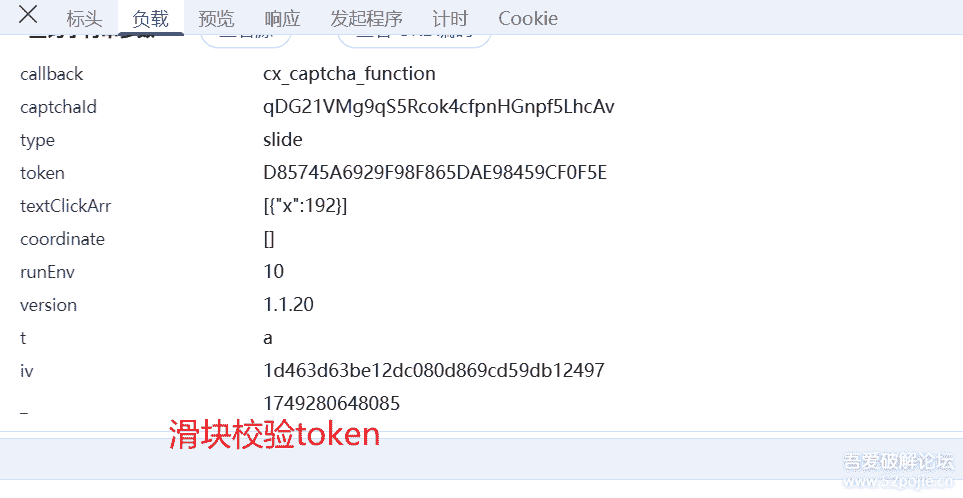 标头 负载 预览 响应 发起程序 计时 Cookie
callback cx_captcha_function
captchaId qDG21VMg9qS5Rcok4cfpnHGnpf5LhcAv
type slide
token D85745A6929F98F865DAE98459CF0F5E
textClickArr [{"x":192}]
coordinate []
runEnv 10
version 1.1.20
t a
iv 1d463d63be12dc080d869cd59db12497
_ 1749280648085
滑块校验token
吾爱破解论坛
www.52pojie.cn